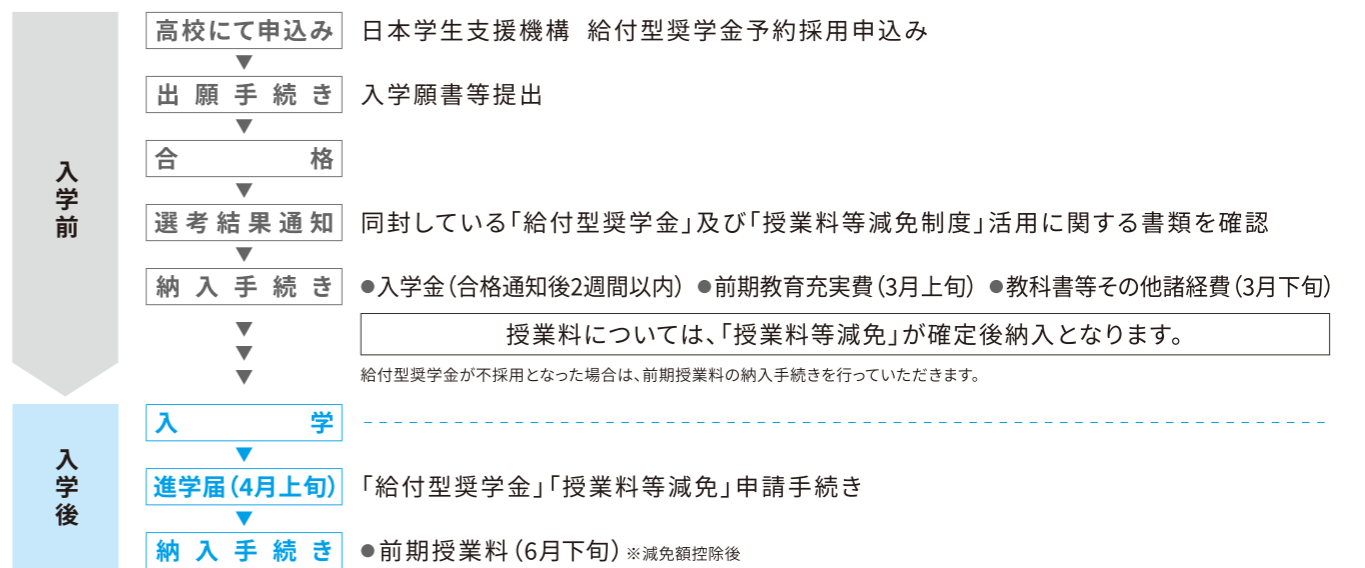 入学前
高校にて申込み 日本学生支援機構 給付型奨学金予約採用申込み
▼
出願手続き 入学願書等提出
▼
合格
▼
選考結果通知 同封している「給付型奨学金」及び「授業料等減免制度」活用に関する書類を確認
▼
納入手続き ●入学金(合格通知後2週間以内) ●前期教育充実費(3月上旬) ●教科書等その他諸経費(3月下旬)
▼
授業料については、「授業料等減免」が確定後納入となります。
▼
▼
給付型奨学金が不採用となった場合は、前期授業料の納入手続きを行っていただきます。
入学後
入学
▼
進学届(4月上旬) 「給付型奨学金」「授業料等減免」申請手続き
▼
納入手続き ●前期授業料(6月下旬) ※減免額控除後